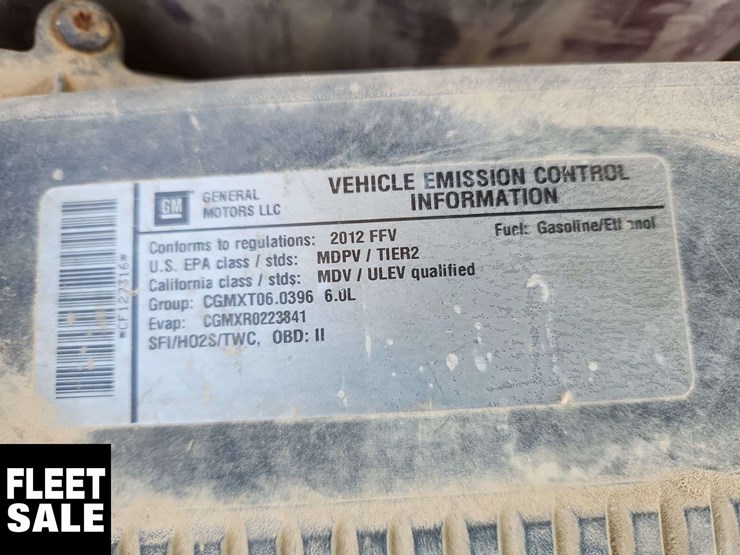 GM
GENERAL
MOTORS LLC
VEHICLE EMISSION CONTROL
INFORMATION
Conforms to regulations: 2012 FFV
Fuel: Gasoline/Ethanol
U.S. EPA class / stds: MDPV / TIER2
California class / stds: MDV / ULEV qualified
Group: CGMXT06.0396 6.0L
Evap: CGMXR0223841
SFI/HO2S/TWC, OBD: II
*CF127316*
FLEET
SALE